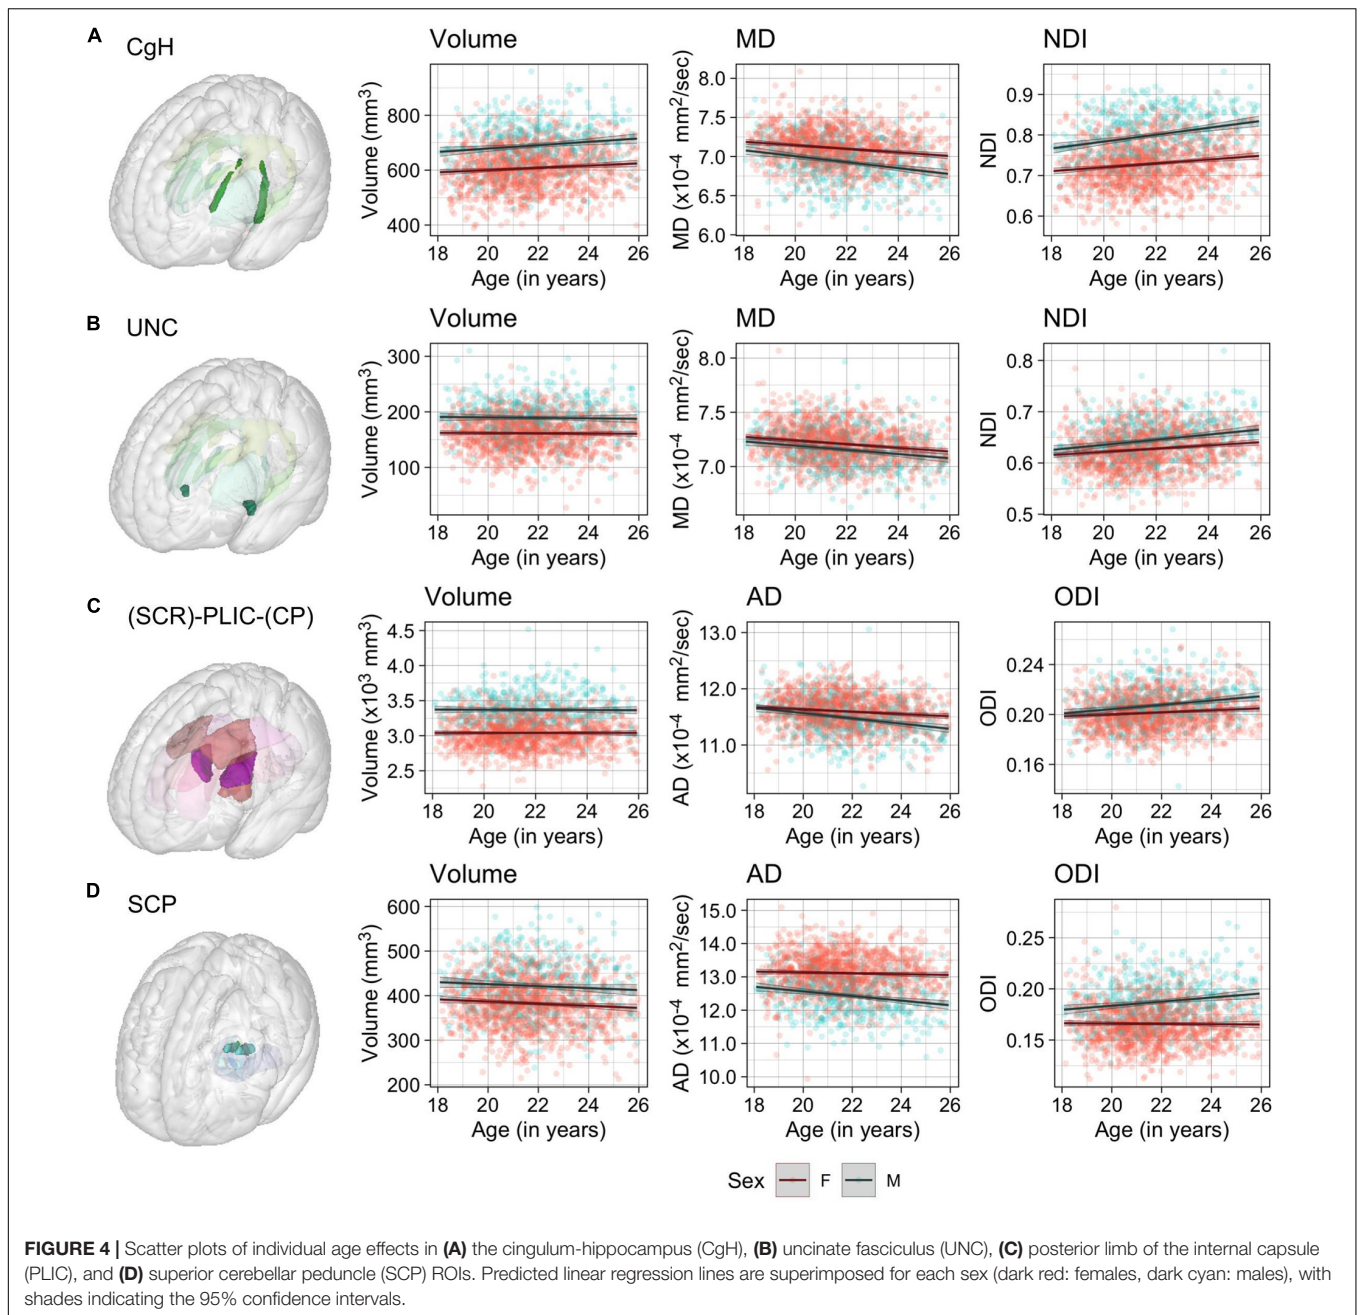 A
CgH
Volume
Volume (mm³)
800
600
400
18 20 22 24 26
Age (in years)
MD
MD (x10⁻⁴ mm²/sec)
8.0
7.5
7.0
6.5
6.0
18 20 22 24 26
Age (in years)
NDI
NDI
0.9
0.8
0.7
0.6
18 20 22 24 26
Age (in years)
B
UNC
Volume
Volume (mm³)
300
200
100
18 20 22 24 26
Age (in years)
MD
MD (x10⁻⁴ mm²/sec)
8.0
7.5
7.0
18 20 22 24 26
Age (in years)
NDI
NDI
0.8
0.7
0.6
0.5
18 20 22 24 26
Age (in years)
C
(SCR)-PLIC-(CP)
Volume
Volume (x10³ mm³)
4.5
4.0
3.5
3.0
2.5
18 20 22 24 26
Age (in years)
AD
AD (x10⁻⁴ mm²/sec)
13.0
12.0
11.0
18 20 22 24 26
Age (in years)
ODI
ODI
0.24
0.20
0.16
18 20 22 24 26
Age (in years)
D
SCP
Volume
Volume (mm³)
600
500
400
300
200
18 20 22 24 26
Age (in years)
AD
AD (x10⁻⁴ mm²/sec)
15.0
14.0
13.0
12.0
11.0
10.0
18 20 22 24 26
Age (in years)
ODI
ODI
0.25
0.20
0.15
18 20 22 24 26
Age (in years)
Sex F M
FIGURE 4 | Scatter plots of individual age effects in (A) the cingulum-hippocampus (CgH), (B) uncinate fasciculus (UNC), (C) posterior limb of the internal capsule
(PLIC), and (D) superior cerebellar peduncle (SCP) ROIs. Predicted linear regression lines are superimposed for each sex (dark red: females, dark cyan: males), with
shades indicating the 95% confidence intervals.